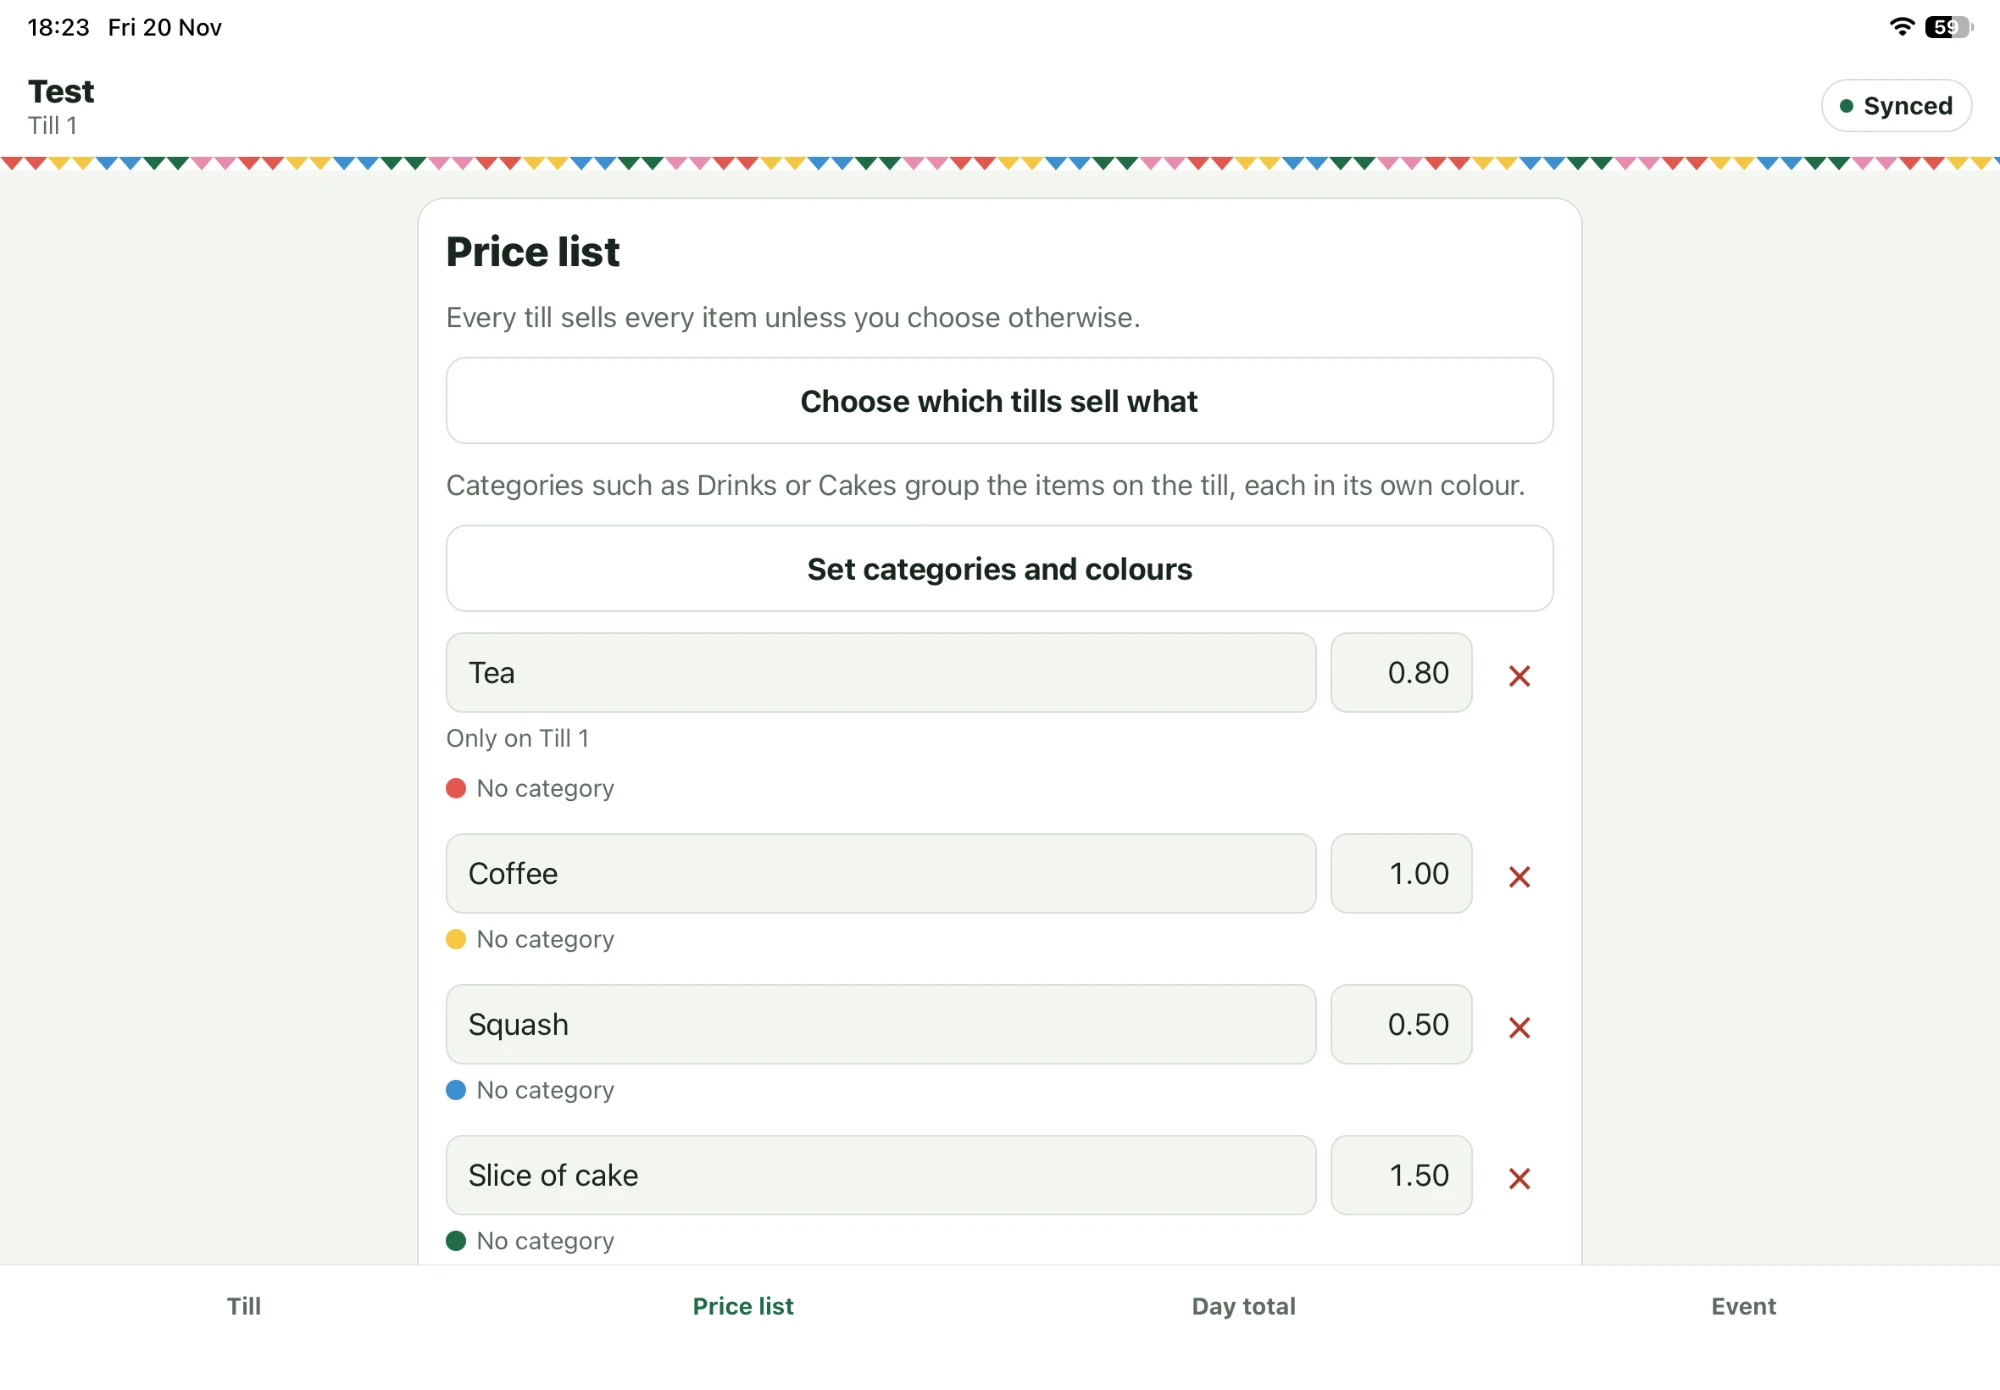 18:23 Fri 20 Nov
59
Test
Till 1
Synced
Price list
Every till sells every item unless you choose otherwise.
Choose which tills sell what
Categories such as Drinks or Cakes group the items on the till, each in its own colour.
Set categories and colours
Tea 0.80
Only on Till 1
No category
Coffee 1.00
No category
Squash 0.50
No category
Slice of cake 1.50
No category
Till Price list Day total Event